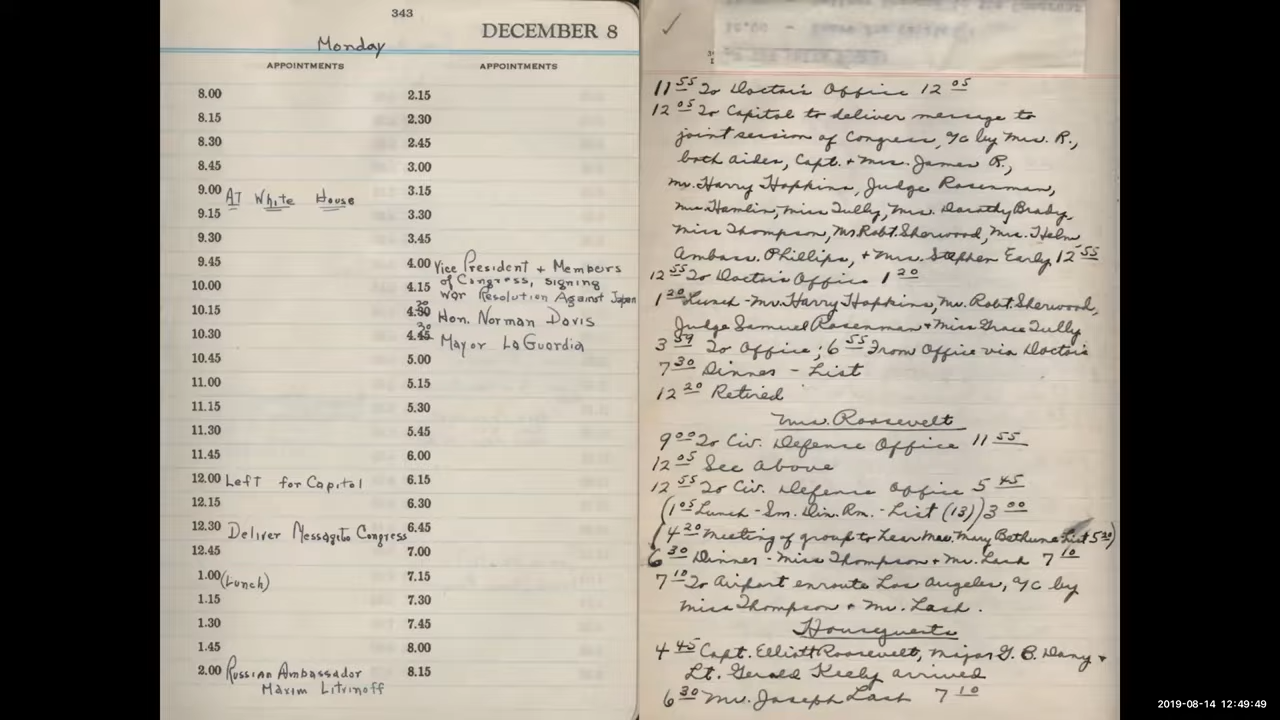 343
DECEMBER 8
Monday
APPOINTMENTS
8.00
8.15
8.30
8.45
9.00 At White House
9.15
9.30
9.45
10.00
10.15
10.30
10.45
11.00
11.15
11.30
11.45
12.00 Left for Capitol
12.15
12.30 Deliver Message to Congress
12.45
1.00 (Lunch)
1.15
1.30
1.45
2.00 Russian Ambassador
Maxim Litvinoff
APPOINTMENTS
2.15
2.30
2.45
3.00
3.15
3.30
3.45
4.00 Vice President + Members
4.15 of Congress, signing
War Resolution Against Japan
4.30 Hon. Norman Davis
4.45 Mayor LaGuardia
5.00
5.15
5.30
5.45
6.00
6.15
6.30
6.45
7.00
7.15
7.30
7.45
8.00
8.15
11 55 To Doctor's Office 12 05
12 05 To Capitol to deliver message to
joint session of Congress, a/c by Mrs. R.,
both aides, Capt. + Mrs. James R.,
Mr. Harry Hopkins, Judge Rosenman,
Mrs. Hamlin, Miss Tully, Mrs. Dorothy Brady,
Miss Thompson, Mr. Robt. Sherwood, Mrs. Helm
Ambass. Phillips, + Mrs. Stephen Early 12 55
12 55 To Doctor's Office 1 20
1 20 Lunch - Mr. Harry Hopkins, Mr. Robt. Sherwood,
Judge Samuel Rosenman + Miss Grace Tully
3 59 To Office; 6 55 From Office via Doctors
7 30 Dinner - List
12 20 Retired
Mrs. Roosevelt
9 00 To Civ. Defense Office 11 55
12 05 See above
12 55 To Civ. Defense Office 5 45
(1 05 Lunch - Sm. Din. Rm. - List (13)) 3 00
(4 20 Meeting of group to hear Mrs. Mary Bethune List 5 30)
6 30 Dinner - Miss Thompson + Mr. Lash 7 10
7 10 To Airport enroute Los Angeles, a/c by
Miss Thompson + Mr. Lash.
Houseguests
4 45 Capt. Elliott Roosevelt, Major G. B. Dany +
Lt. Gerald Keely arrived
6 30 Mr. Joseph Lash 7 10
2019-08-14 12:49:49